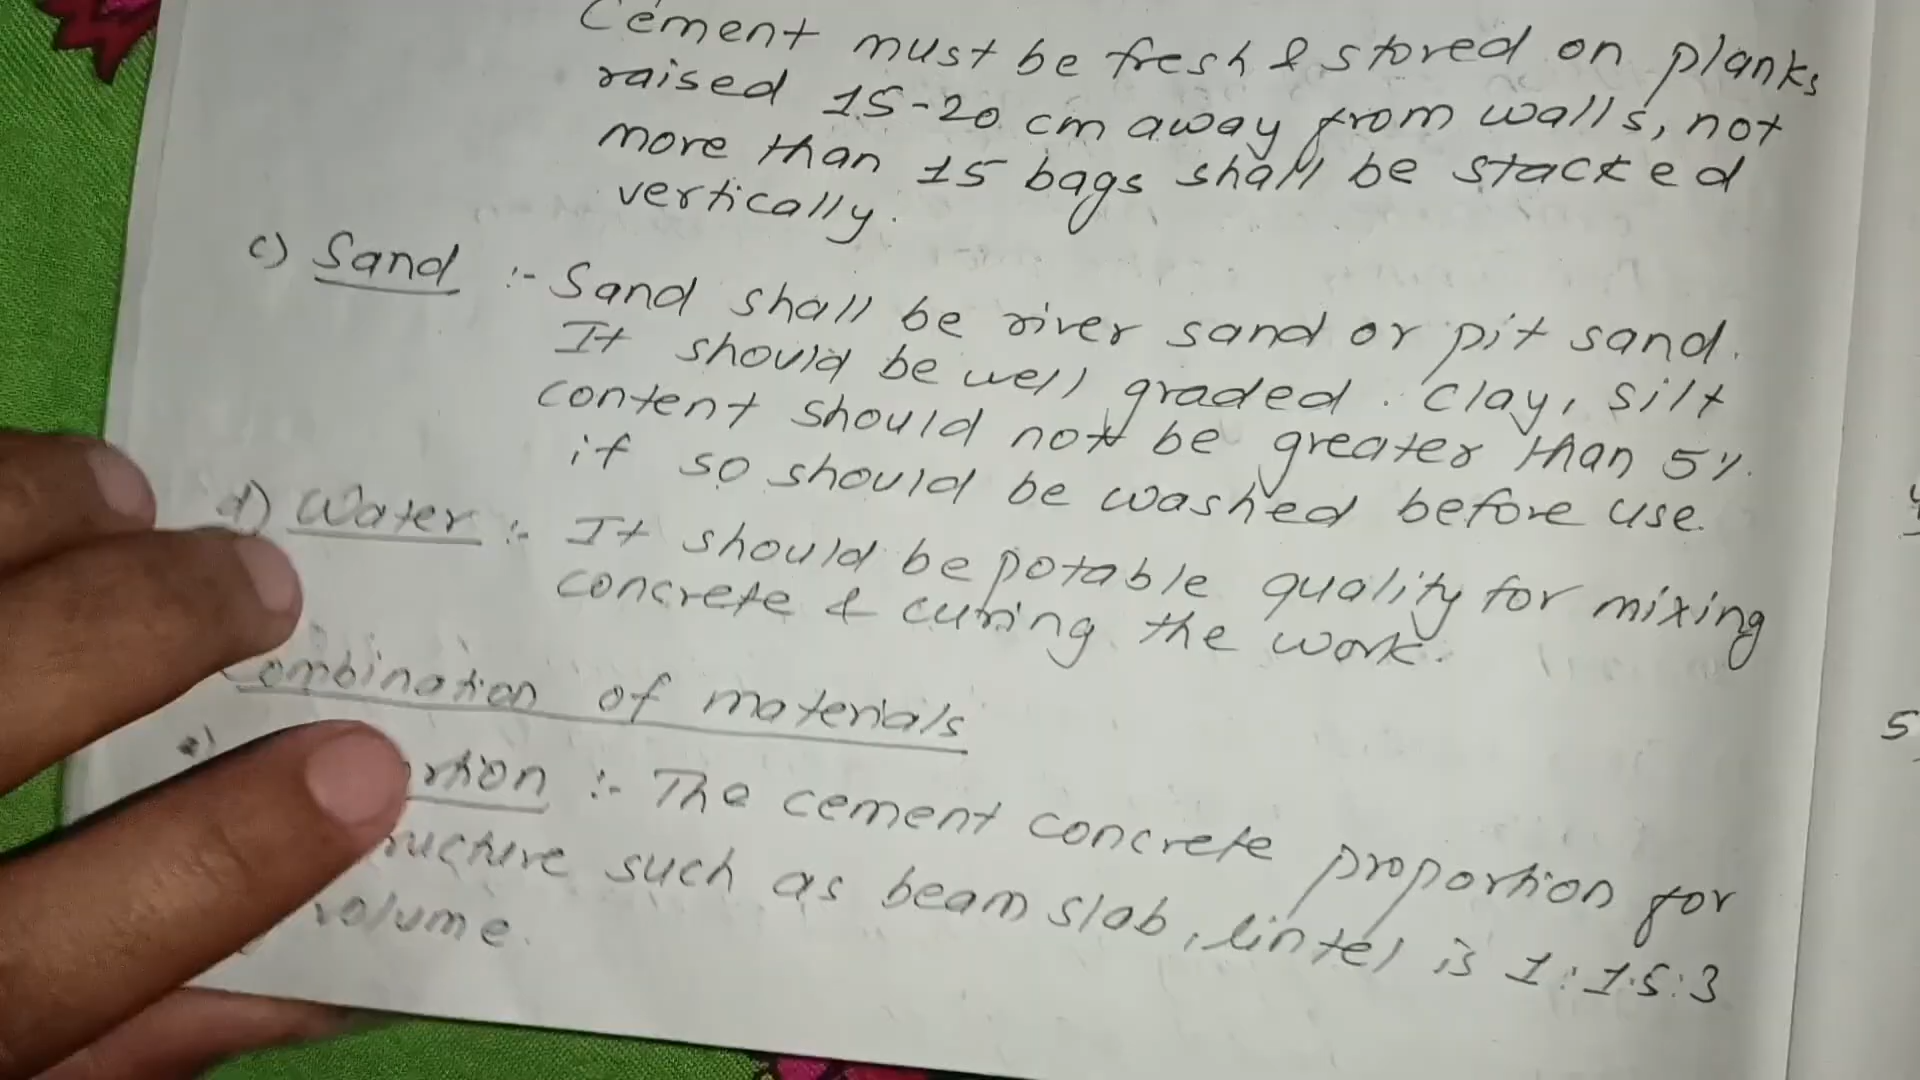 Cement must be fresh & stored on planks
raised 15-20 cm away from walls, not
more than 15 bags shall be stacked
vertically.
c) Sand :- Sand shall be river sand or pit sand.
It should be well graded. Clay, silt
content should not be greater than 5%.
if so should be washed before use.
d) Water :- It should be potable quality for mixing
concrete & curing the work.
ombination of materials
rtion :- The cement concrete proportion for
ructure such as beam slab, lintel is 1:1.5:3
volume.
5